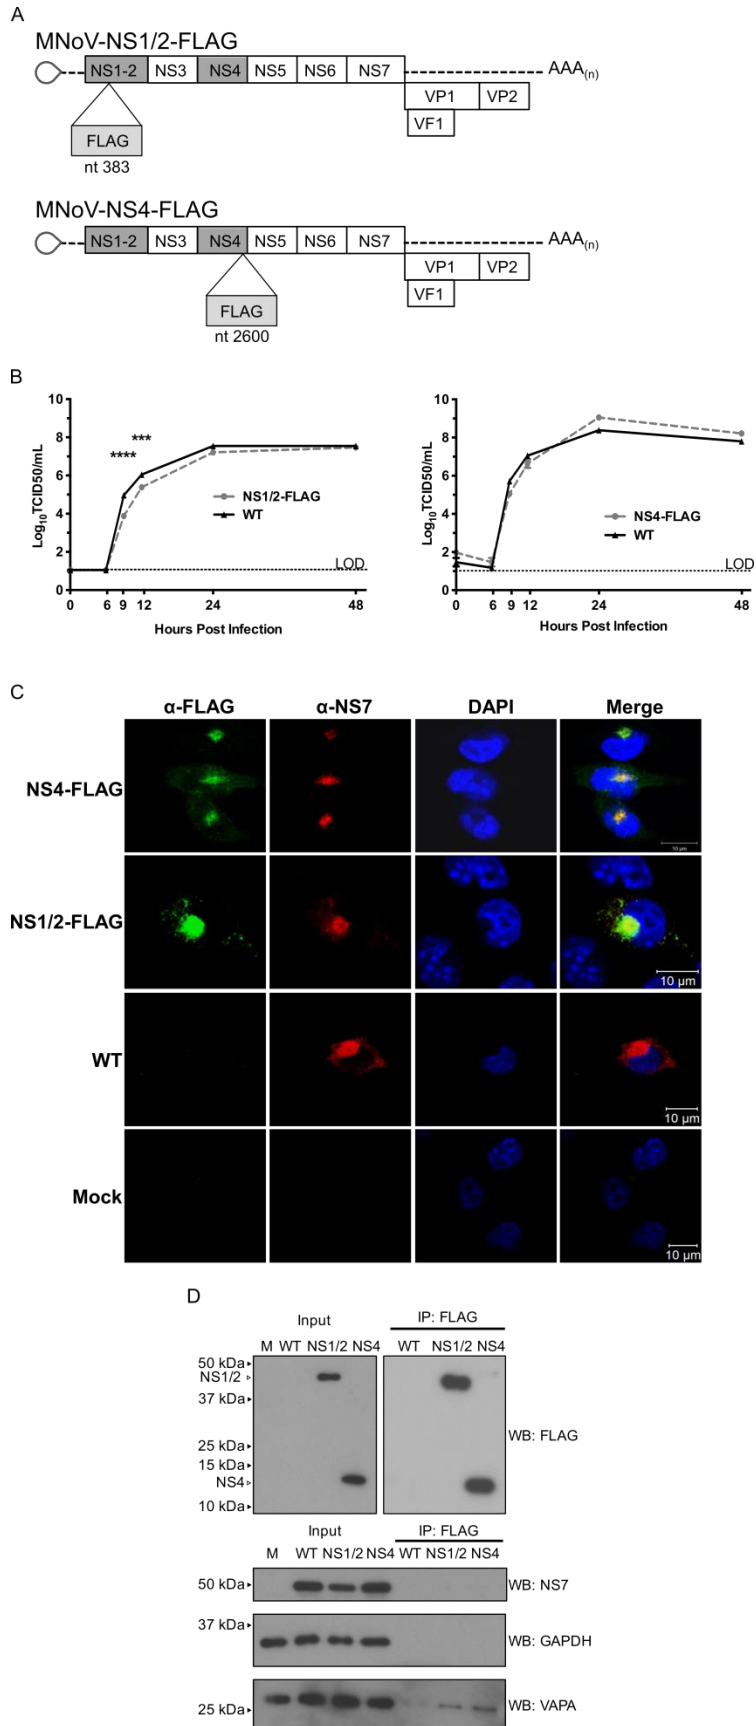 A
MNoV-NS1/2-FLAG
NS1-2 NS3 NS4 NS5 NS6 NS7 AAA(n)
VP1 VP2
VF1
FLAG
nt 383
MNoV-NS4-FLAG
NS1-2 NS3 NS4 NS5 NS6 NS7 AAA(n)
VP1 VP2
VF1
FLAG
nt 2600
B
Log10TCID50/mL
10
8
6
4
2
0
**** ***
NS1/2-FLAG
WT
LOD
0 6 9 12 24 48
Hours Post Infection
Log10TCID50/mL
10
8
6
4
2
0
NS4-FLAG
WT
LOD
0 6 9 12 24 48
Hours Post Infection
C
α-FLAG α-NS7 DAPI Merge
NS4-FLAG
10 µm
NS1/2-FLAG
10 µm
WT
10 µm
Mock
10 µm
D
Input IP: FLAG
M WT NS1/2 NS4 WT NS1/2 NS4
50 kDa
NS1/2
37 kDa
25 kDa
15 kDa
NS4
10 kDa
WB: FLAG
Input IP: FLAG
M WT NS1/2 NS4 WT NS1/2 NS4
50 kDa WB: NS7
37 kDa
WB: GAPDH
25 kDa WB: VAPA